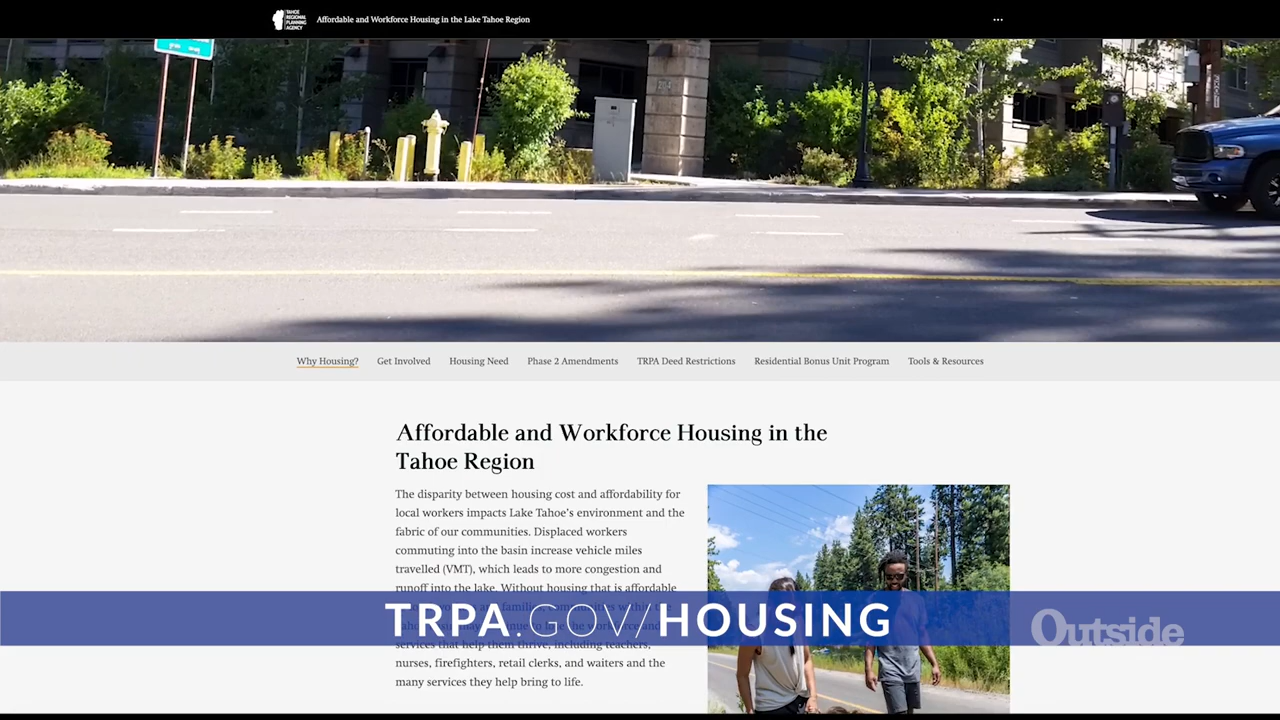 TAHOE
REGIONAL
PLANNING
AGENCY
Affordable and Workforce Housing in the Lake Tahoe Region
Why Housing? Get Involved Housing Need Phase 2 Amendments TRPA Deed Restrictions Residential Bonus Unit Program Tools & Resources
Affordable and Workforce Housing in the
Tahoe Region
The disparity between housing cost and affordability for
local workers impacts Lake Tahoe's environment and the
fabric of our communities. Displaced workers
commuting into the basin increase vehicle miles
travelled (VMT), which leads to more congestion and
runoff into the lake. Without housing that is affordable
families, communities within the
TRPA.GOV/HOUSING
Outside
services that help them thrive, including teachers,
nurses, firefighters, retail clerks, and waiters and the
many services they help bring to life.